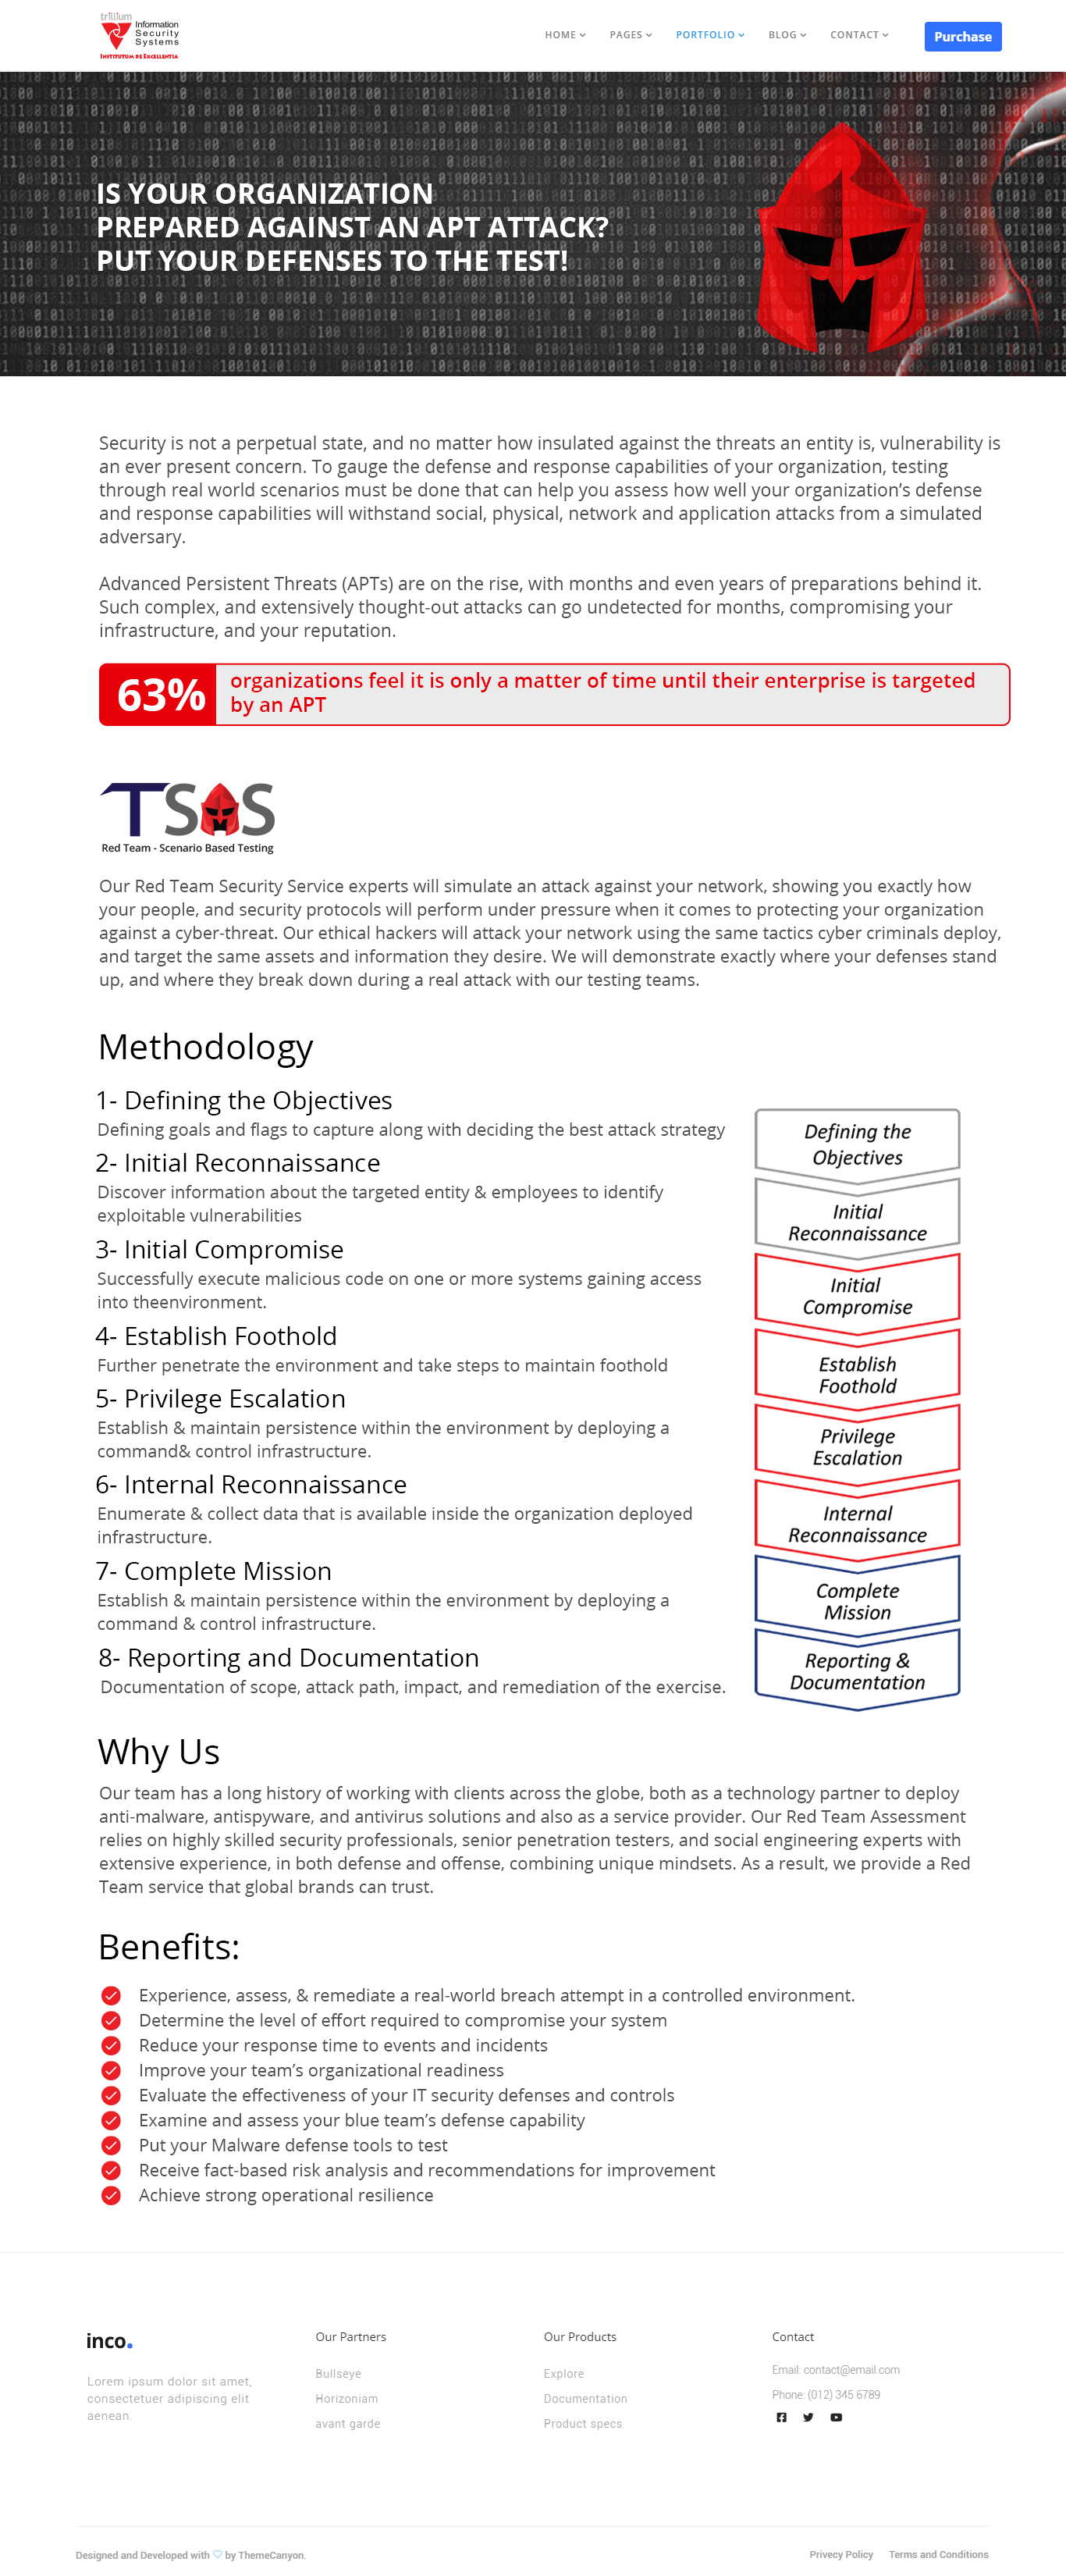 trillium
Information
Security
Systems
Institutum de Excellentia
HOME
PAGES
PORTFOLIO
BLOG
CONTACT
Purchase
IS YOUR ORGANIZATION
PREPARED AGAINST AN APT ATTACK?
PUT YOUR DEFENSES TO THE TEST!
Security is not a perpetual state, and no matter how insulated against the threats an entity is, vulnerability is
an ever present concern. To gauge the defense and response capabilities of your organization, testing
through real world scenarios must be done that can help you assess how well your organization’s defense
and response capabilities will withstand social, physical, network and application attacks from a simulated
adversary.
Advanced Persistent Threats (APTs) are on the rise, with months and even years of preparations behind it.
Such complex, and extensively thought-out attacks can go undetected for months, compromising your
infrastructure, and your reputation.
63%
organizations feel it is only a matter of time until their enterprise is targeted
by an APT
TSS
Red Team - Scenario Based Testing
Our Red Team Security Service experts will simulate an attack against your network, showing you exactly how
your people, and security protocols will perform under pressure when it comes to protecting your organization
against a cyber-threat. Our ethical hackers will attack your network using the same tactics cyber criminals deploy,
and target the same assets and information they desire. We will demonstrate exactly where your defenses stand
up, and where they break down during a real attack with our testing teams.
Methodology
1- Defining the Objectives
Defining goals and flags to capture along with deciding the best attack strategy
2- Initial Reconnaissance
Discover information about the targeted entity & employees to identify
exploitable vulnerabilities
3- Initial Compromise
Successfully execute malicious code on one or more systems gaining access
into theenvironment.
4- Establish Foothold
Further penetrate the environment and take steps to maintain foothold
5- Privilege Escalation
Establish & maintain persistence within the environment by deploying a
command& control infrastructure.
6- Internal Reconnaissance
Enumerate & collect data that is available inside the organization deployed
infrastructure.
7- Complete Mission
Establish & maintain persistence within the environment by deploying a
command & control infrastructure.
8- Reporting and Documentation
Documentation of scope, attack path, impact, and remediation of the exercise.
Defining the
Objectives
Initial
Reconnaissance
Initial
Compromise
Establish
Foothold
Privilege
Escalation
Internal
Reconnaissance
Complete
Mission
Reporting &
Documentation
Why Us
Our team has a long history of working with clients across the globe, both as a technology partner to deploy
anti-malware, antispyware, and antivirus solutions and also as a service provider. Our Red Team Assessment
relies on highly skilled security professionals, senior penetration testers, and social engineering experts with
extensive experience, in both defense and offense, combining unique mindsets. As a result, we provide a Red
Team service that global brands can trust.
Benefits:
Experience, assess, & remediate a real-world breach attempt in a controlled environment.
Determine the level of effort required to compromise your system
Reduce your response time to events and incidents
Improve your team’s organizational readiness
Evaluate the effectiveness of your IT security defenses and controls
Examine and assess your blue team’s defense capability
Put your Malware defense tools to test
Receive fact-based risk analysis and recommendations for improvement
Achieve strong operational resilience
inco.
Lorem ipsum dolor sit amet,
consectetuer adipiscing elit
aenean.
Our Partners
Bullseye
Horizoniam
avant garde
Our Products
Explore
Documentation
Product specs
Contact
Email: contact@email.com
Phone: (012) 345 6789
Designed and Developed with ♡ by ThemeCanyon.
Privecy Policy
Terms and Conditions